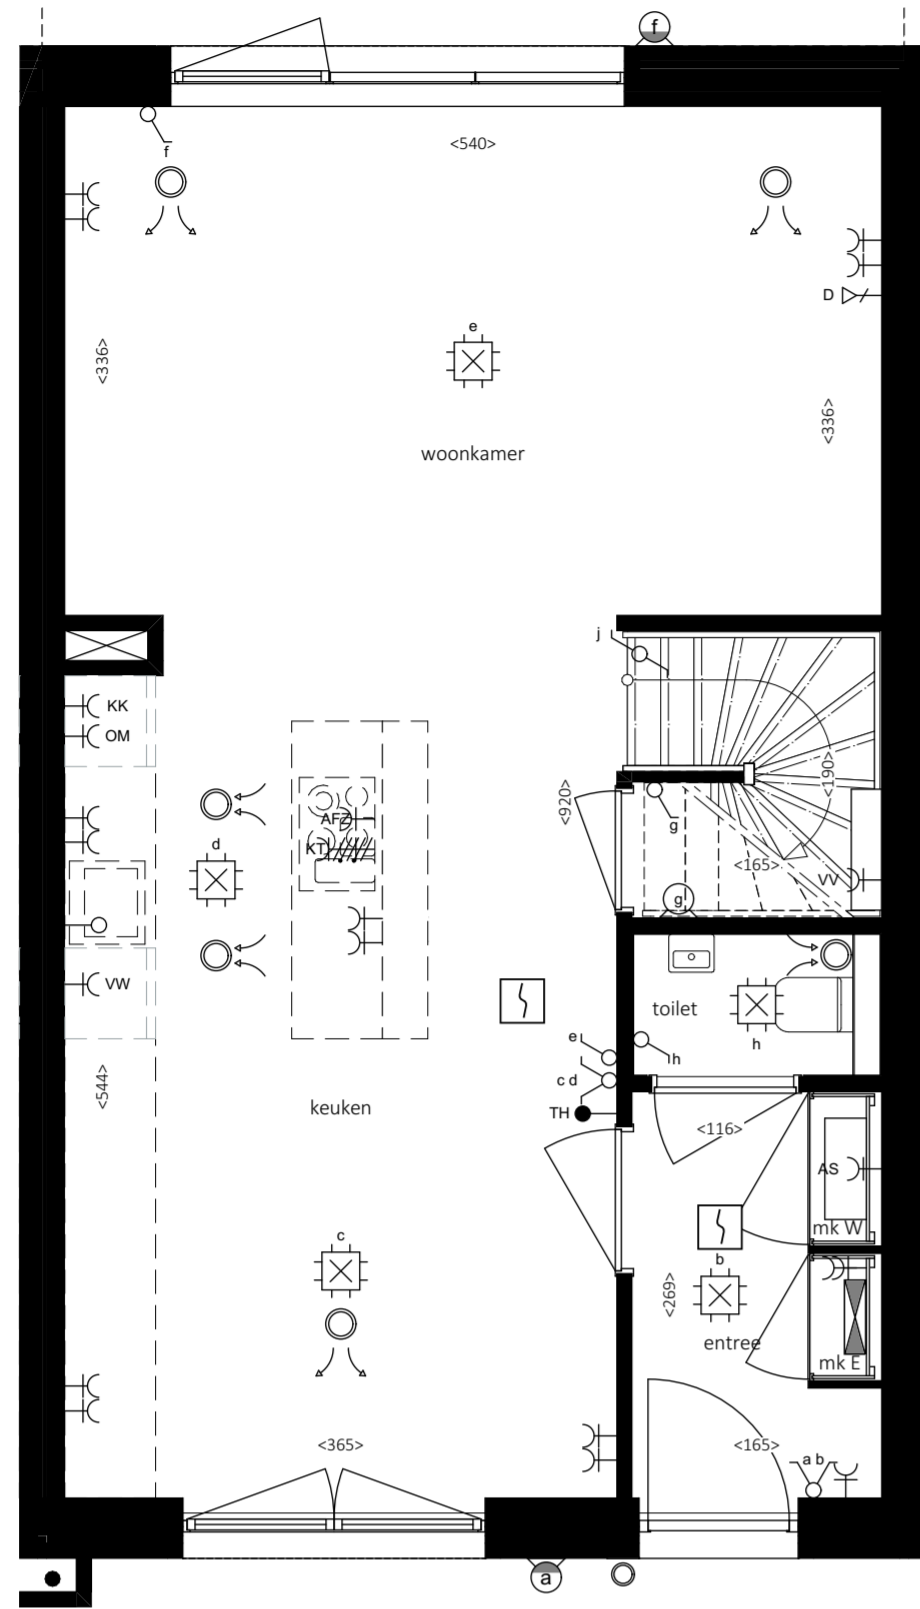 f
f
<540>
D
e
<336>
<336>
woonkamer
j
KK
OM
<190>
<920>
g
AFZ
d
KT
<165>
VV
g
VW
toilet
h
h
e
c d
TH
<544>
keuken
<116>
AS
mk W
c
b
<269>
entree
mk E
<365>
<165>
a b
a